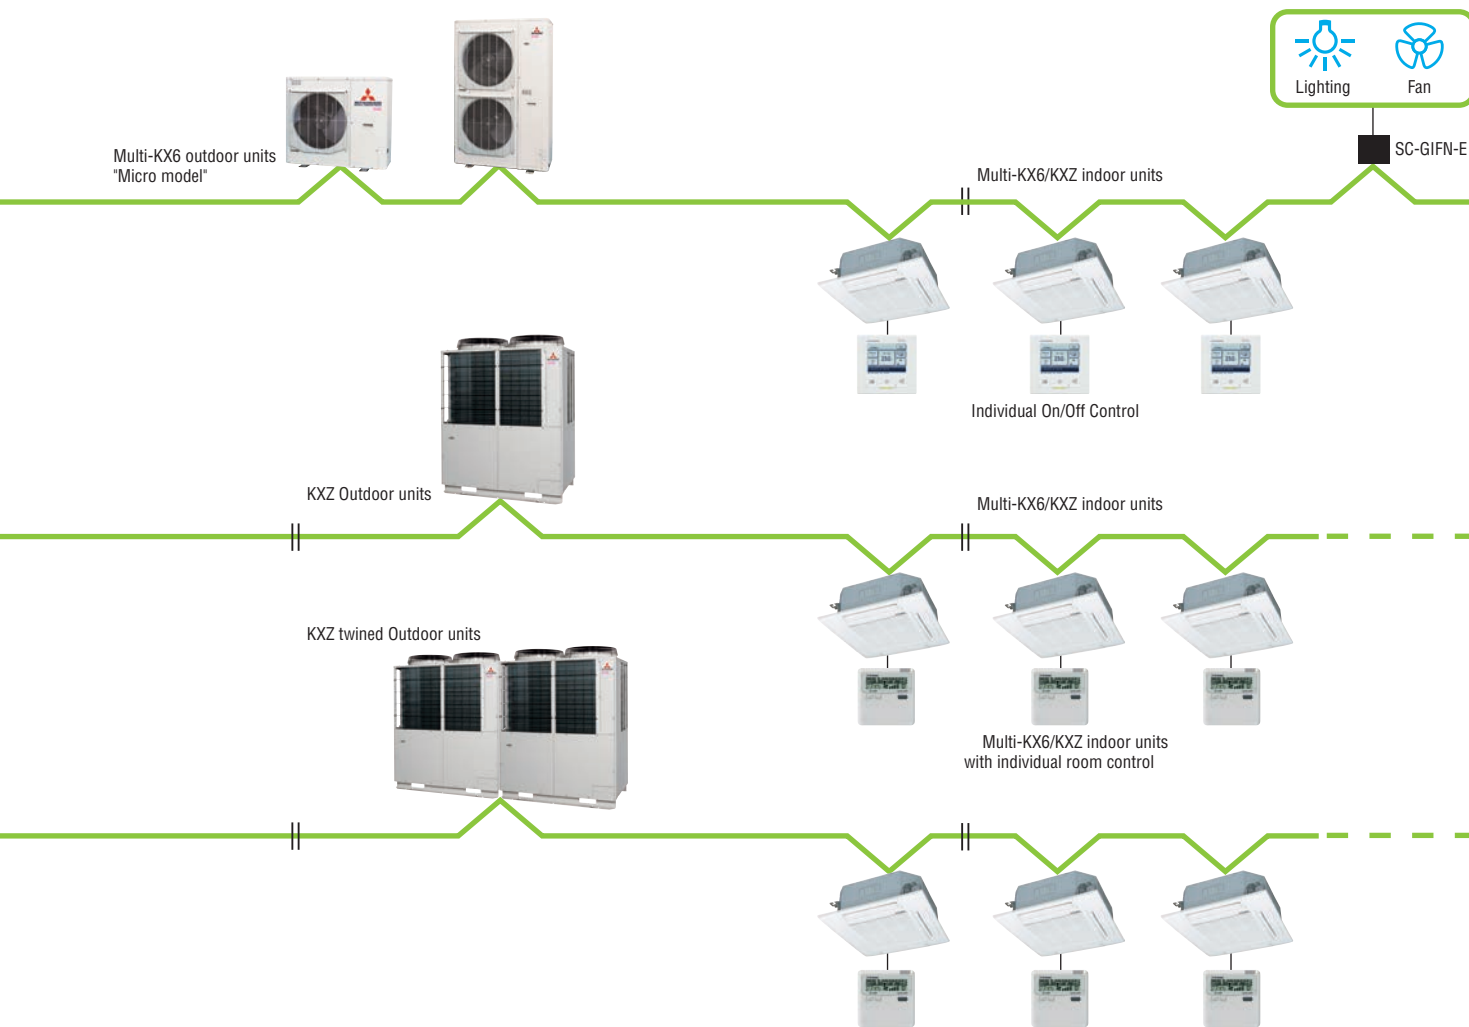 Lighting
Fan
SC-GIFN-E
Multi-KX6 outdoor units
"Micro model"
Multi-KX6/KXZ indoor units
Individual On/Off Control
KXZ Outdoor units
Multi-KX6/KXZ indoor units
KXZ twined Outdoor units
Multi-KX6/KXZ indoor units
with individual room control